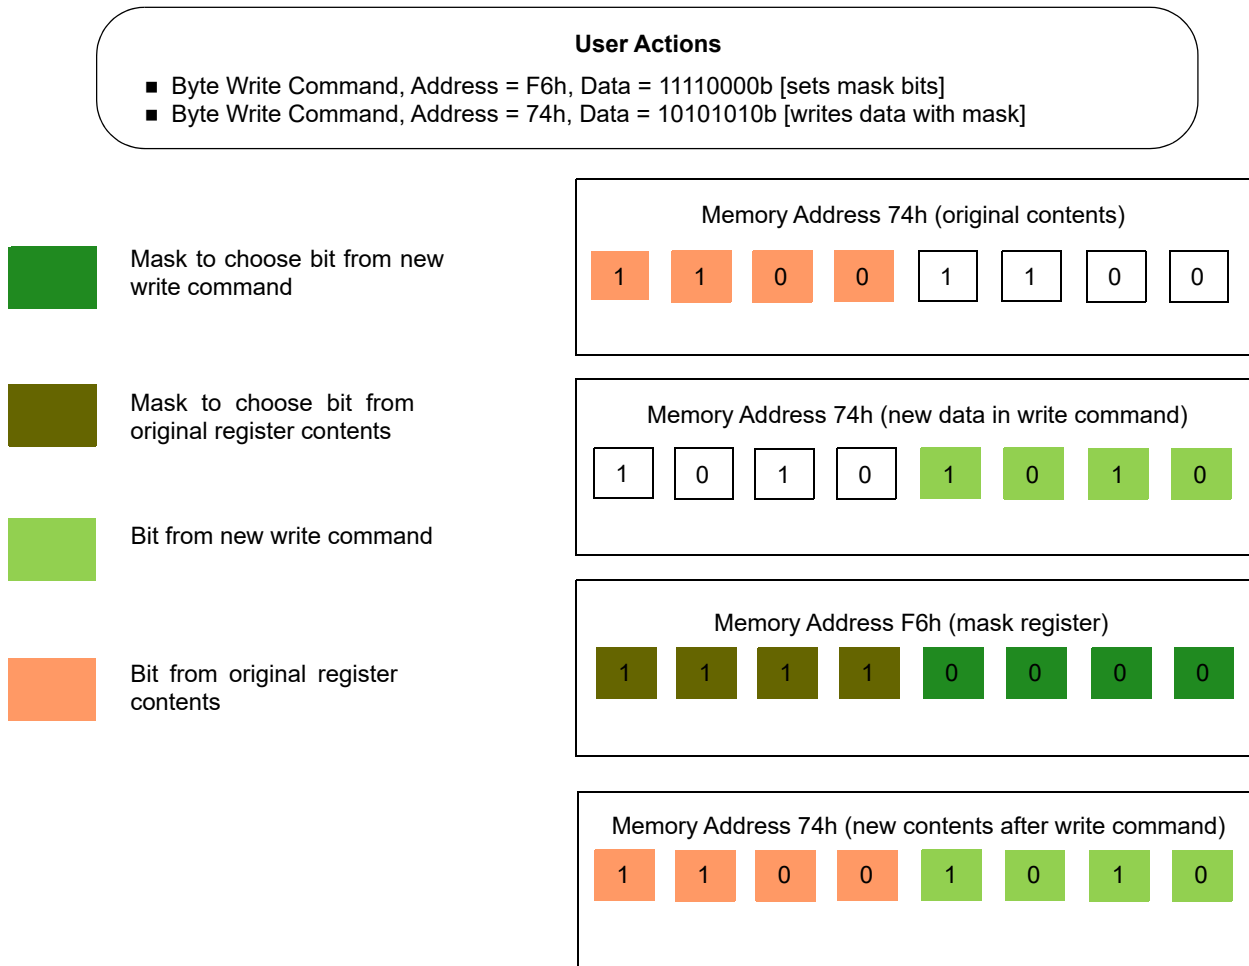 User Actions
■ Byte Write Command, Address = F6h, Data = 11110000b [sets mask bits]
■ Byte Write Command, Address = 74h, Data = 10101010b [writes data with mask]
Mask to choose bit from new
write command
Mask to choose bit from
original register contents
Bit from new write command
Bit from original register
contents
Memory Address 74h (original contents)
1 1 0 0 1 1 0 0
Memory Address 74h (new data in write command)
1 0 1 0 1 0 1 0
Memory Address F6h (mask register)
1 1 1 1 0 0 0 0
Memory Address 74h (new contents after write command)
1 1 0 0 1 0 1 0